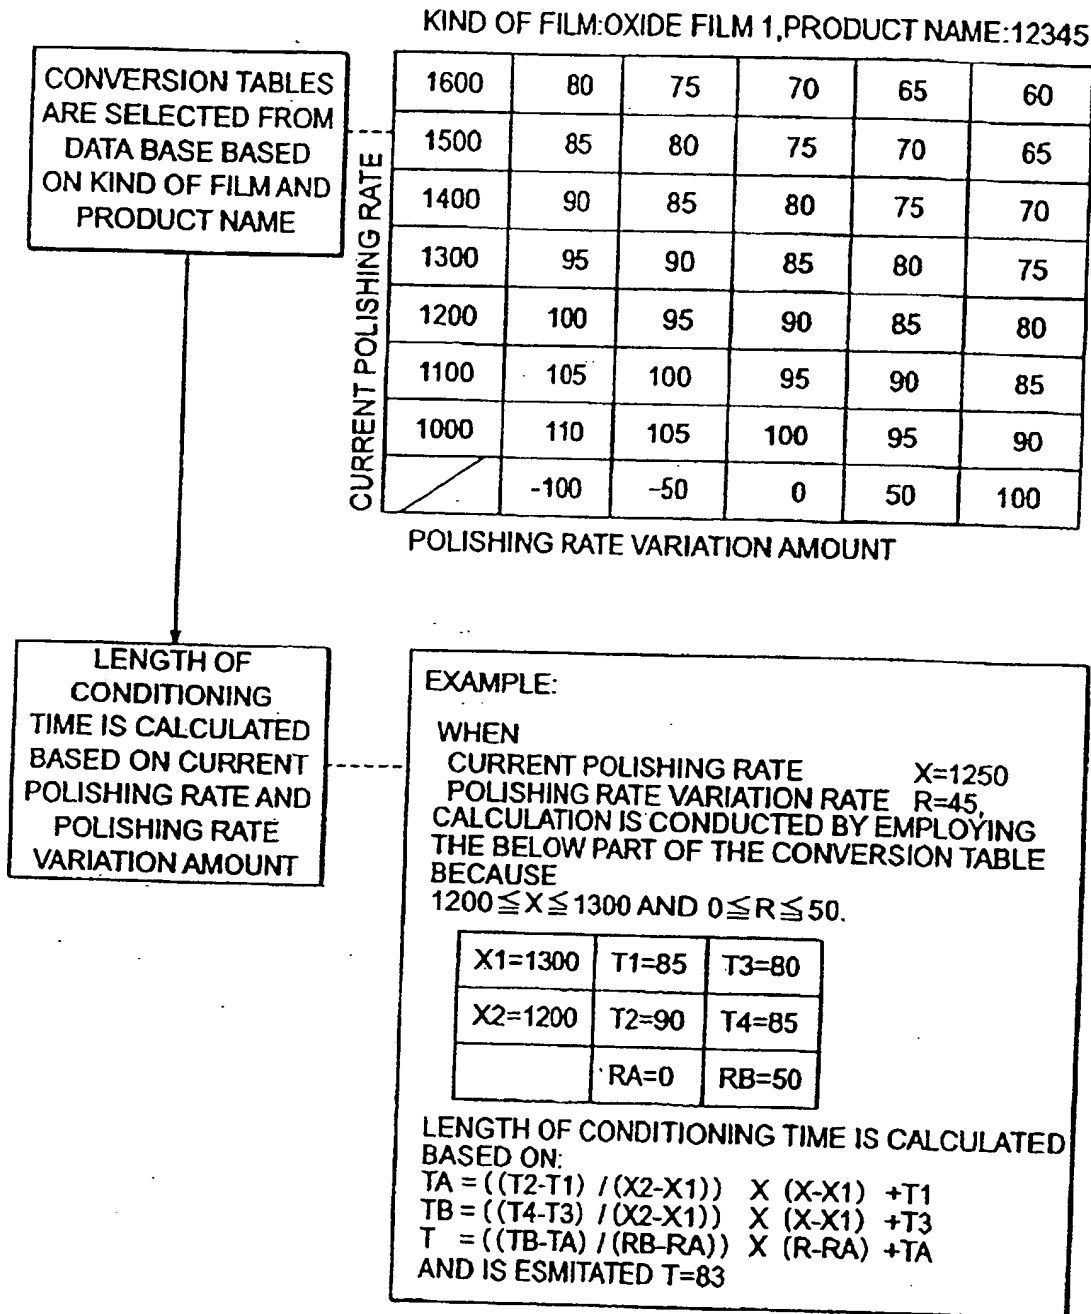 KIND OF FILM:OXIDE FILM 1,PRODUCT NAME:12345
CONVERSION TABLES
ARE SELECTED FROM
DATA BASE BASED
ON KIND OF FILM AND
PRODUCT NAME
CURRENT POLISHING RATE
1600 80 75 70 65 60
1500 85 80 75 70 65
1400 90 85 80 75 70
1300 95 90 85 80 75
1200 100 95 90 85 80
1100 105 100 95 90 85
1000 110 105 100 95 90
-100 -50 0 50 100
POLISHING RATE VARIATION AMOUNT
LENGTH OF
CONDITIONING
TIME IS CALCULATED
BASED ON CURRENT
POLISHING RATE AND
POLISHING RATE
VARIATION AMOUNT
EXAMPLE:
WHEN
CURRENT POLISHING RATE X=1250
POLISHING RATE VARIATION RATE R=45,
CALCULATION IS CONDUCTED BY EMPLOYING
THE BELOW PART OF THE CONVERSION TABLE
BECAUSE
1200≦X≦1300 AND 0≦R≦50.
X1=1300 T1=85 T3=80
X2=1200 T2=90 T4=85
RA=0 RB=50
LENGTH OF CONDITIONING TIME IS CALCULATED
BASED ON:
TA = ((T2-T1) / (X2-X1)) X (X-X1) +T1
TB = ((T4-T3) / (X2-X1)) X (X-X1) +T3
T = ((TB-TA) / (RB-RA)) X (R-RA) +TA
AND IS ESMITATED T=83